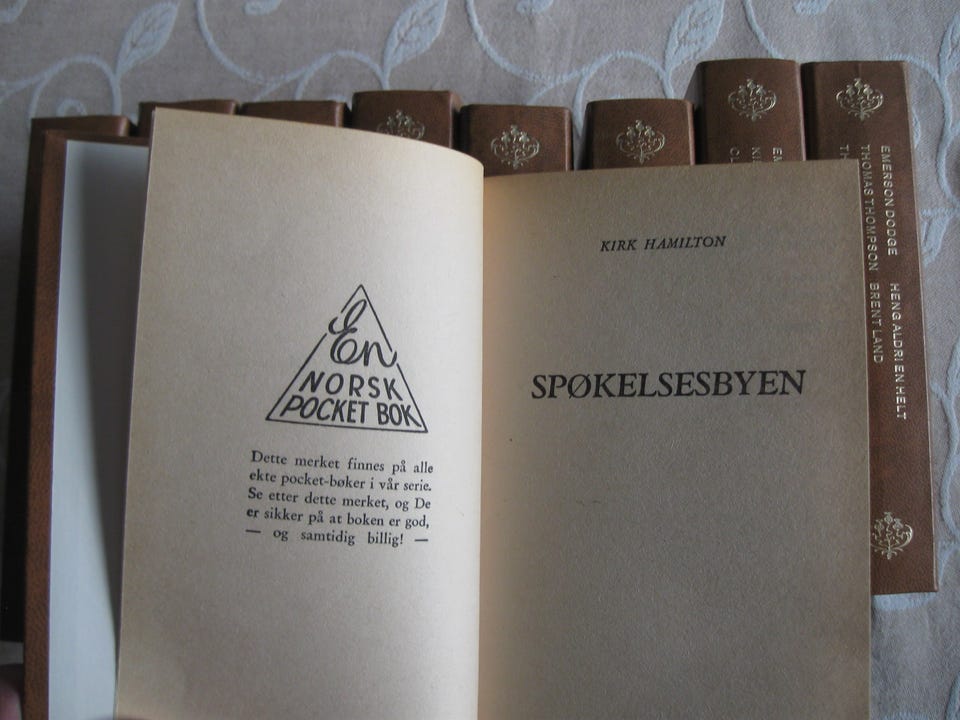 En
NORSK
POCKET BOK
Dette merket finnes på alle
ekte pocket-bøker i vår serie.
Se etter dette merket, og De
er sikker på at boken er god,
— og samtidig billig! —
KIRK HAMILTON
SPØKELSESBYEN
EMERSON DODGE HENG ALDRI EN HELT
THOMAS THOMPSON BRENT LAND